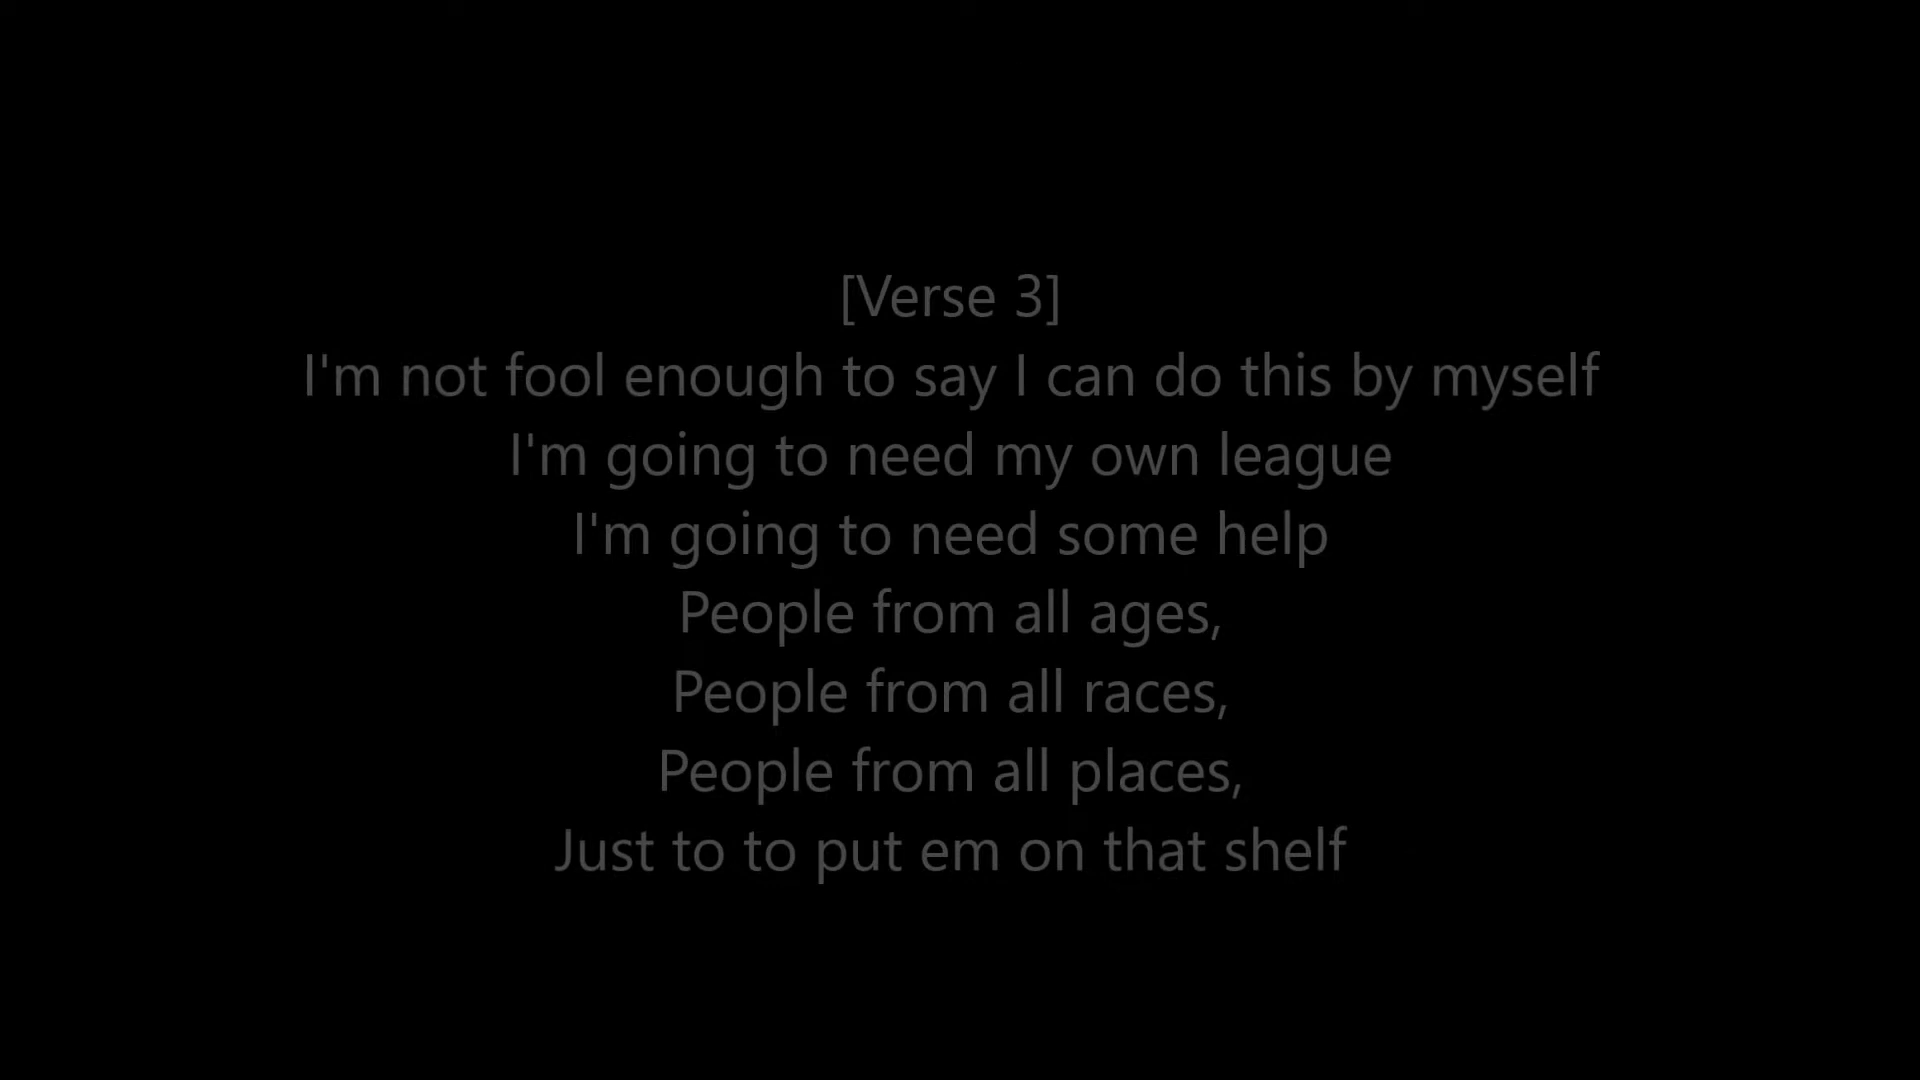 [Verse 3]
I'm not fool enough to say I can do this by myself
I'm going to need my own league
I'm going to need some help
People from all ages,
People from all races,
People from all places,
Just to to put em on that shelf